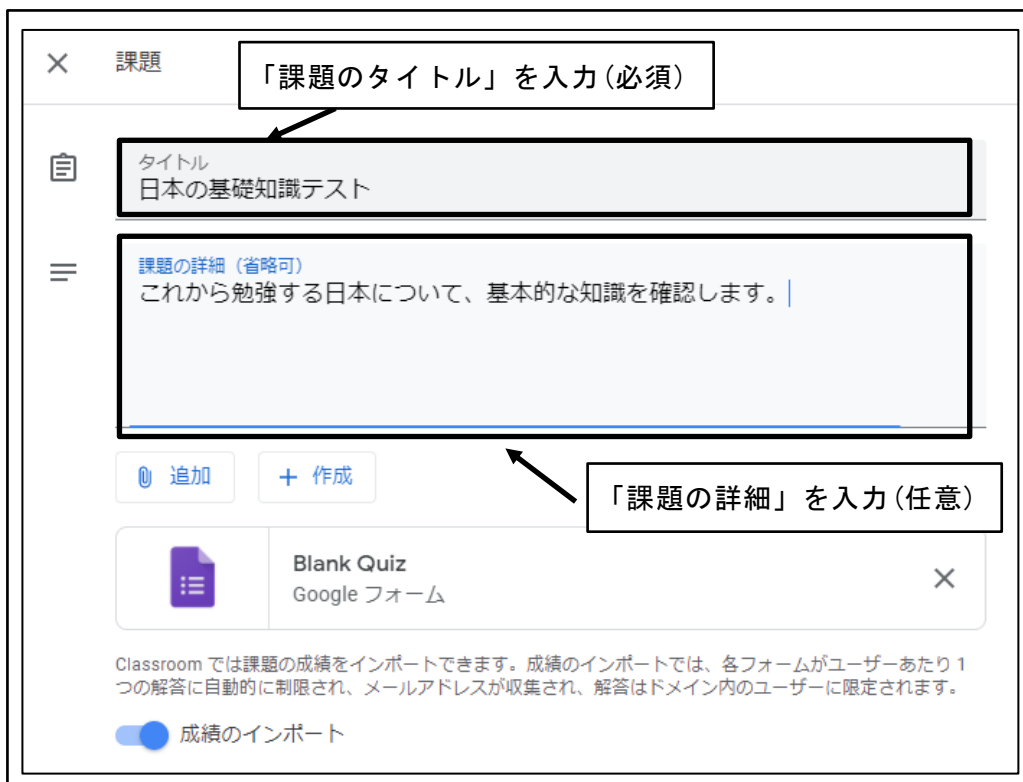 課題
「課題のタイトル」を入力(必須)
タイトル
日本の基礎知識テスト
課題の詳細(省略可)
これから勉強する日本について、基本的な知識を確認します。
追加
+ 作成
「課題の詳細」を入力(任意)
Blank Quiz
Google フォーム
Classroom では課題の成績をインポートできます。成績のインポートでは、各フォームがユーザーあたり 1
つの解答に自動的に制限され、メールアドレスが収集され、解答はドメイン内のユーザーに限定されます。
成績のインポート